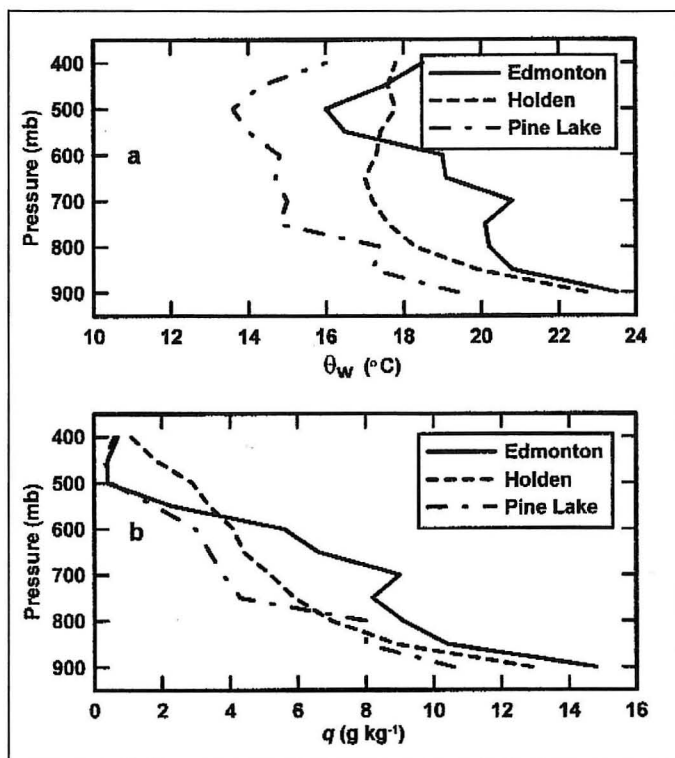 400
500
600
700
800
900
Pressure (mb)
a
Edmonton
Holden
Pine Lake
10 12 14 16 18 20 22 24
θw (°C)
400
500
600
700
800
900
Pressure (mb)
b
Edmonton
Holden
Pine Lake
0 2 4 6 8 10 12 14 16
q (g kg⁻¹)